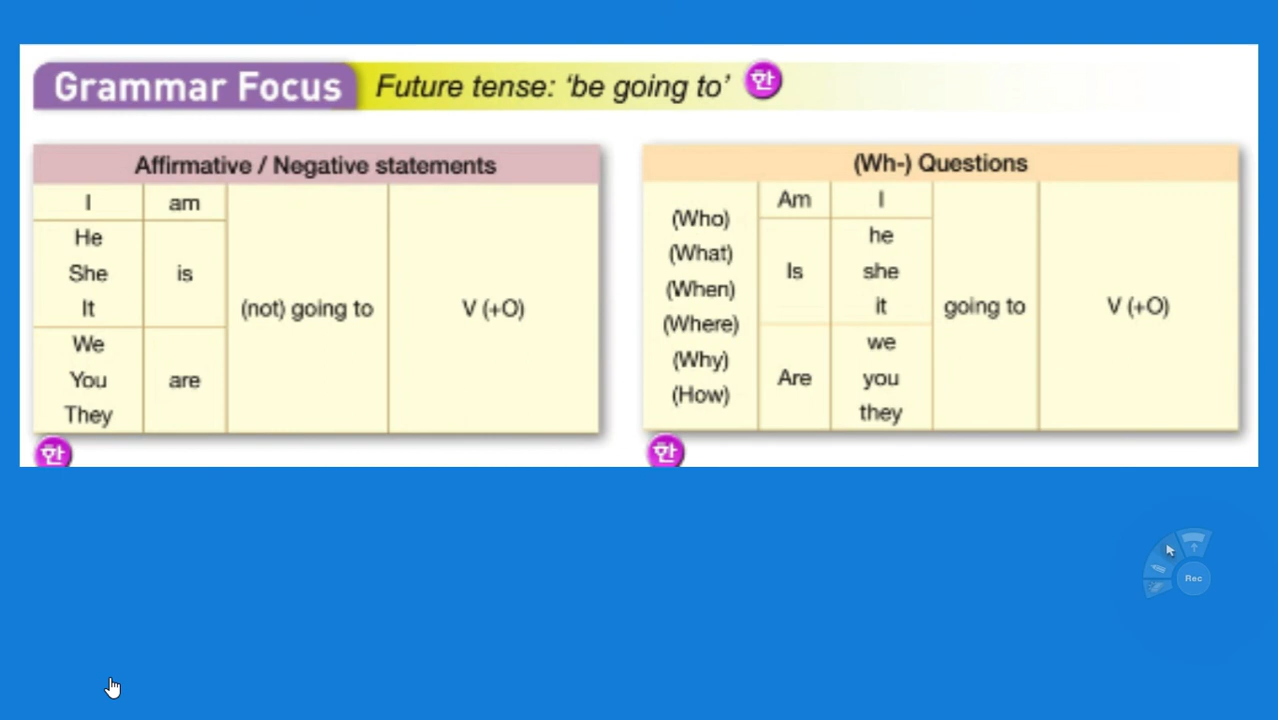 Grammar Focus Future tense: 'be going to' 한
Affirmative / Negative statements
I am
He
She is
It (not) going to V (+O)
We
You are
They
한
(Wh-) Questions
Am I
(Who)
he
(What)
Is she
(When)
it going to V (+O)
(Where)
we
(Why)
Are you
(How)
they
한
Rec